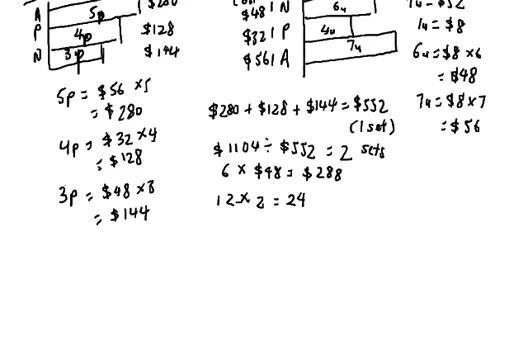 A 5p $280
P 4p $128
N 3p $144
5p = $56 × 5
= $280
4p = $32 × 4
= $128
3p = $48 × 3
= $144
$48 | N 6u
$32 | P 4u
$56 | A 7u
4u = $32
1u = $8
6u = $8 × 6
= $48
7u = $8 × 7
= $56
$280 + $128 + $144 = $552
(1 set)
$1104 ÷ $552 = 2 sets
6 × $48 = $288
12 × 2 = 24